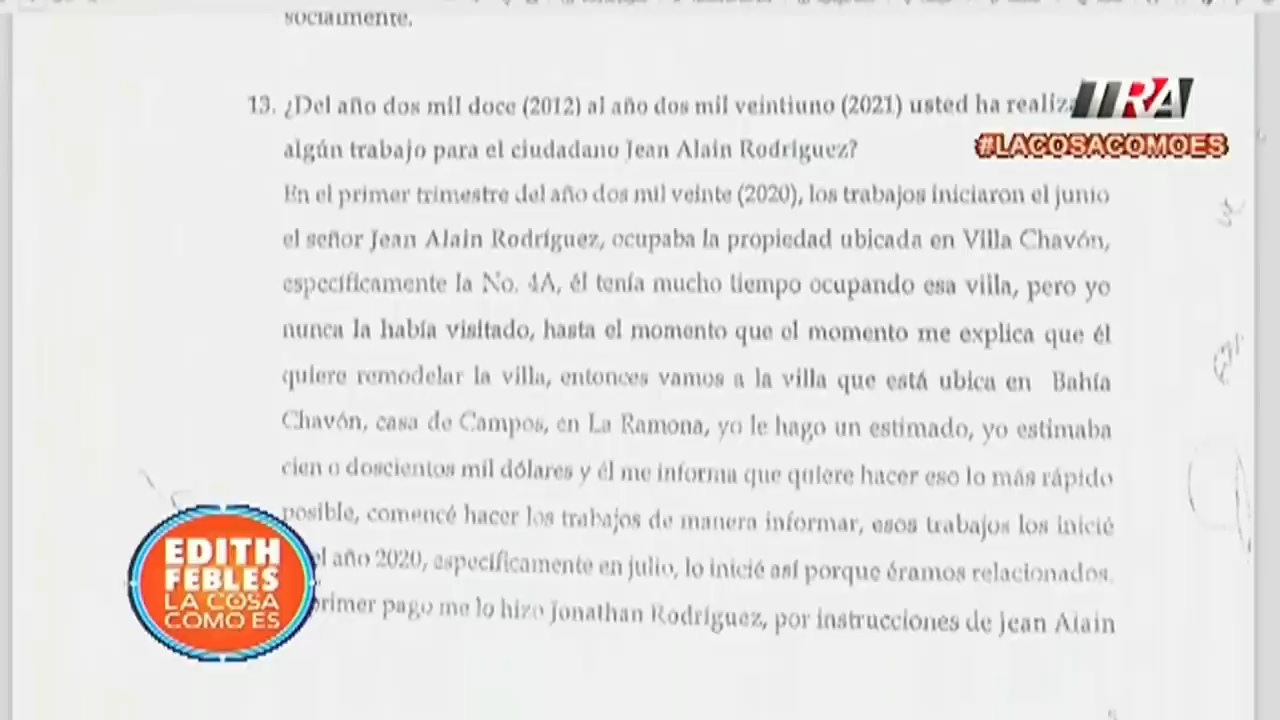 socialmente.
TRA
#LACOSACOMOES
13. ¿Del año dos mil doce (2012) al año dos mil veintiuno (2021) usted ha realiz
algún trabajo para el ciudadano Jean Alain Rodríguez?
En el primer trimestre del año dos mil veinte (2020), los trabajos iniciaron el junio
el señor Jean Alain Rodríguez, ocupaba la propiedad ubicada en Villa Chavón,
específicamente la No. 4A, él tenía mucho tiempo ocupando esa villa, pero yo
nunca la había visitado, hasta el momento que el momento me explica que él
quiere remodelar la villa, entonces vamos a la villa que está ubica en Bahía
Chavón, casa de Campos, en La Ramona, yo le hago un estimado, yo estimaba
cien o doscientos mil dólares y él me informa que quiere hacer eso lo más rápido
posible, comencé hacer los trabajos de manera informar, esos trabajos los inicié
el año 2020, específicamente en julio, lo inicié así porque éramos relacionados.
primer pago me lo hizo Jonathan Rodríguez, por instrucciones de Jean Alain
EDITH
FEBLES
LA COSA
COMO ES